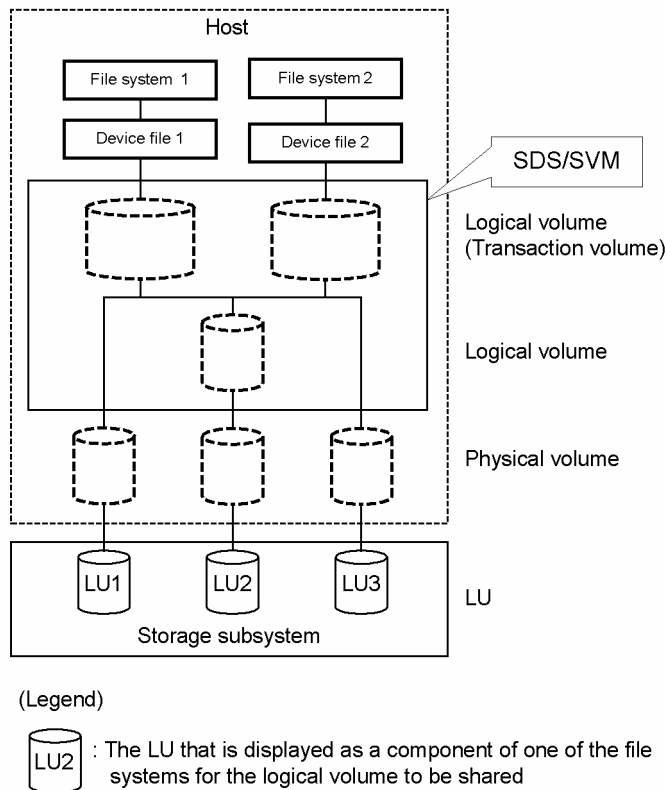 Host
File system 1
File system 2
Device file 1
Device file 2
SDS/SVM
Logical volume
(Transaction volume)
Logical volume
Physical volume
LU1
LU2
LU3
LU
Storage subsystem
(Legend)
LU2
: The LU that is displayed as a component of one of the file
systems for the logical volume to be shared